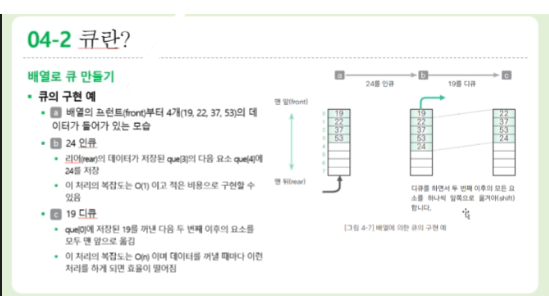 04-2 큐란?
배열로 큐 만들기
• 큐의 구현 예
• a 배열의 프런트(front)부터 4개(19, 22, 37, 53)의 데
이터가 들어가 있는 모습
• b 24 인큐
• 리어(rear)의 데이터가 저장된 que[3]의 다음 요소 que[4]에
24를 저장
• 이 처리의 복잡도는 O(1) 이고 적은 비용으로 구현할 수
있음
• c 19 디큐
• que[0]에 저장된 19를 꺼낸 다음 두 번째 이후의 요소를
모두 맨 앞으로 옮김
• 이 처리의 복잡도는 O(n) 이며 데이터를 꺼낼 때마다 이런
처리를 하게 되면 효율이 떨어짐
a b c
24를 인큐 19를 디큐
맨 앞(front)
19 19 22
22 22 37
37 37 53
53 53 24
24
맨 뒤(rear)
디큐를 하면서 두 번째 이후의 모든 요
소를 하나씩 앞쪽으로 옮겨야(shift)
합니다.
[그림 4-7] 배열에 의한 큐의 구현 예